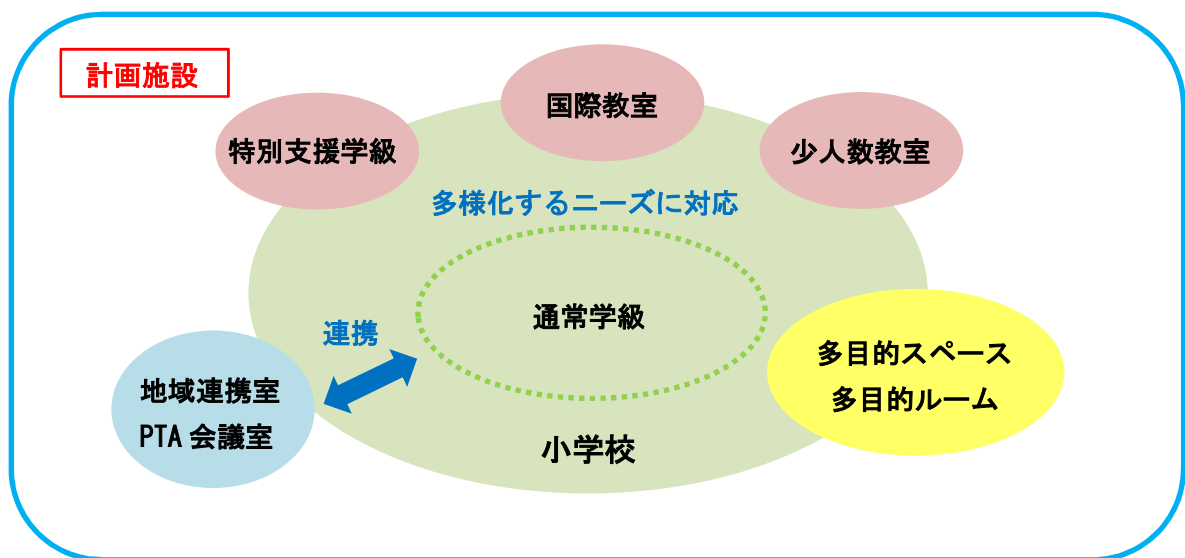 計画施設
国際教室
特別支援学級
少人数教室
多様化するニーズに対応
通常学級
連携
多目的スペース
多目的ルーム
地域連携室
PTA 会議室
小学校